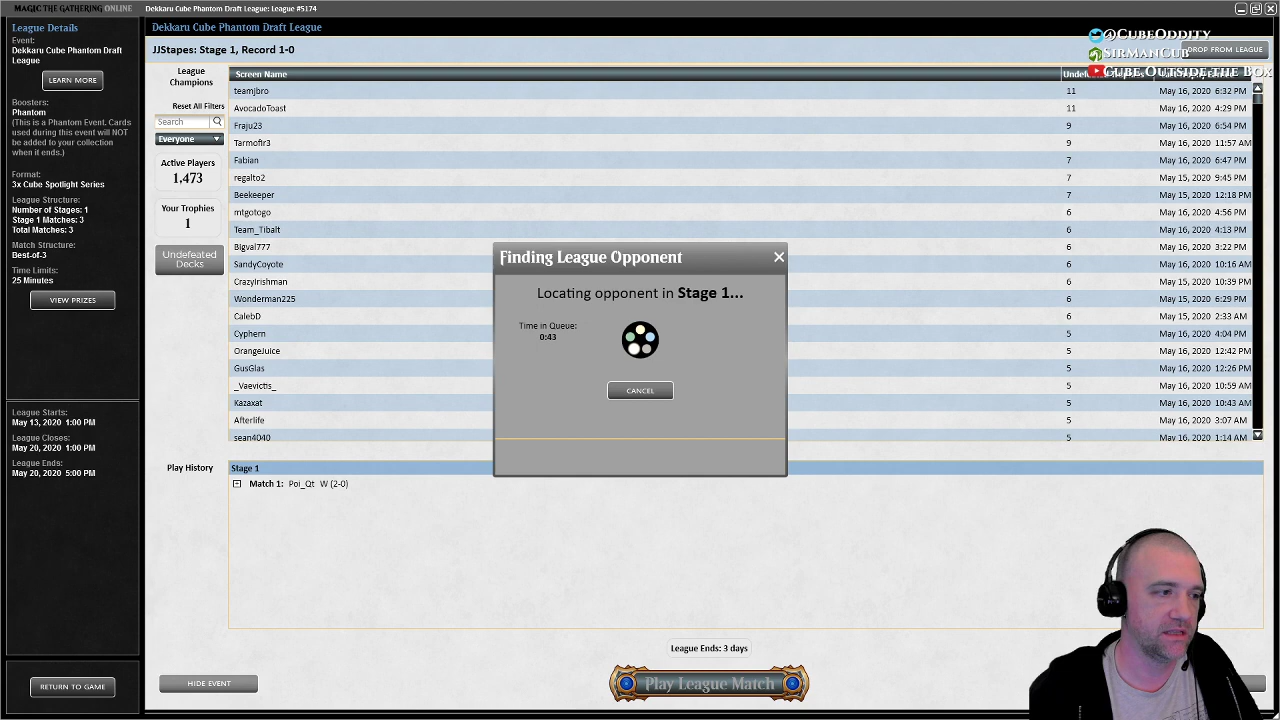 MAGIC THE GATHERING ONLINE
Dekkaru Cube Phantom Draft League: League #5174
League Details
Event:
Dekkaru Cube Phantom Draft
League
LEARN MORE
Boosters:
Phantom
(This is a Phantom Event. Cards
used during this event will NOT
be added to your collection
when it ends.)
Format:
3x Cube Spotlight Series
League Structure:
Number of Stages: 1
Stage 1 Matches: 3
Total Matches: 3
Match Structure:
Best-of-3
Time Limits:
25 Minutes
VIEW PRIZES
League Starts:
May 13, 2020 1:00 PM
League Closes:
May 20, 2020 1:00 PM
League Ends:
May 20, 2020 5:00 PM
RETURN TO GAME
Dekkaru Cube Phantom Draft League
JJStapes: Stage 1, Record 1-0
@CubeOddity
SirManCub
DROP FROM LEAGUE
Cube Outside the Box
League
Champions
Reset All Filters
Search
Everyone
Active Players
1,473
Your Trophies
1
Undefeated
Decks
Screen Name
teamjbro 11 May 16, 2020 6:32 PM
AvocadoToast 11 May 16, 2020 4:29 PM
Fraju23 9 May 16, 2020 6:54 PM
Tarmofir3 9 May 16, 2020 11:57 AM
Fabian 7 May 16, 2020 6:47 PM
regalto2 7 May 15, 2020 9:45 PM
Beekeeper 7 May 15, 2020 12:18 PM
mtgotogo 6 May 16, 2020 4:56 PM
Team_Tibalt 6 May 16, 2020 4:13 PM
Bigval777 6 May 16, 2020 3:22 PM
SandyCoyote 6 May 16, 2020 10:16 AM
CrazyIrishman 6 May 15, 2020 10:39 PM
Wonderman225 6 May 15, 2020 6:29 PM
CalebD 6 May 15, 2020 2:33 AM
Cyphern 5 May 16, 2020 4:04 PM
OrangeJuice 5 May 16, 2020 12:42 PM
GusGlas 5 May 16, 2020 12:26 PM
_Vaevictis_ 5 May 16, 2020 10:59 AM
Kazaxat 5 May 16, 2020 10:43 AM
Afterlife 5 May 16, 2020 3:07 AM
sean4040 5 May 16, 2020 1:14 AM
Finding League Opponent
Locating opponent in Stage 1...
Time in Queue:
0:43
CANCEL
Play History
Stage 1
Match 1: Poi_Qt W (2-0)
League Ends: 3 days
HIDE EVENT
Play League Match